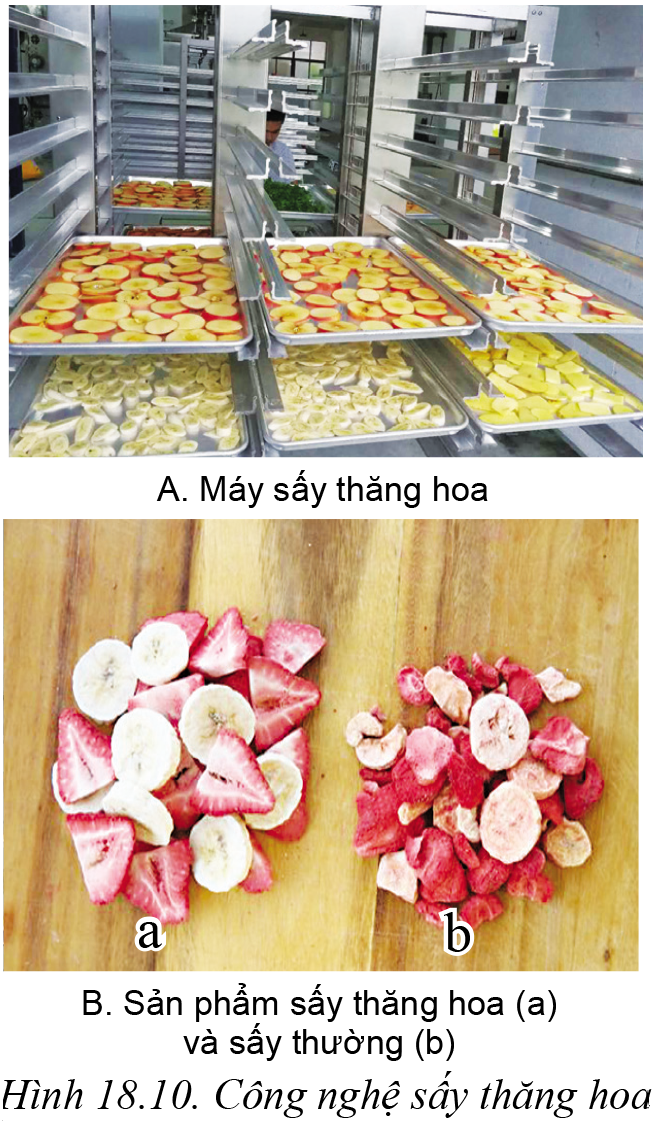 A. Máy sấy thăng hoa
a
b
B. Sản phẩm sấy thăng hoa (a)
và sấy thường (b)
Hình 18.10. Công nghệ sấy thăng hoa